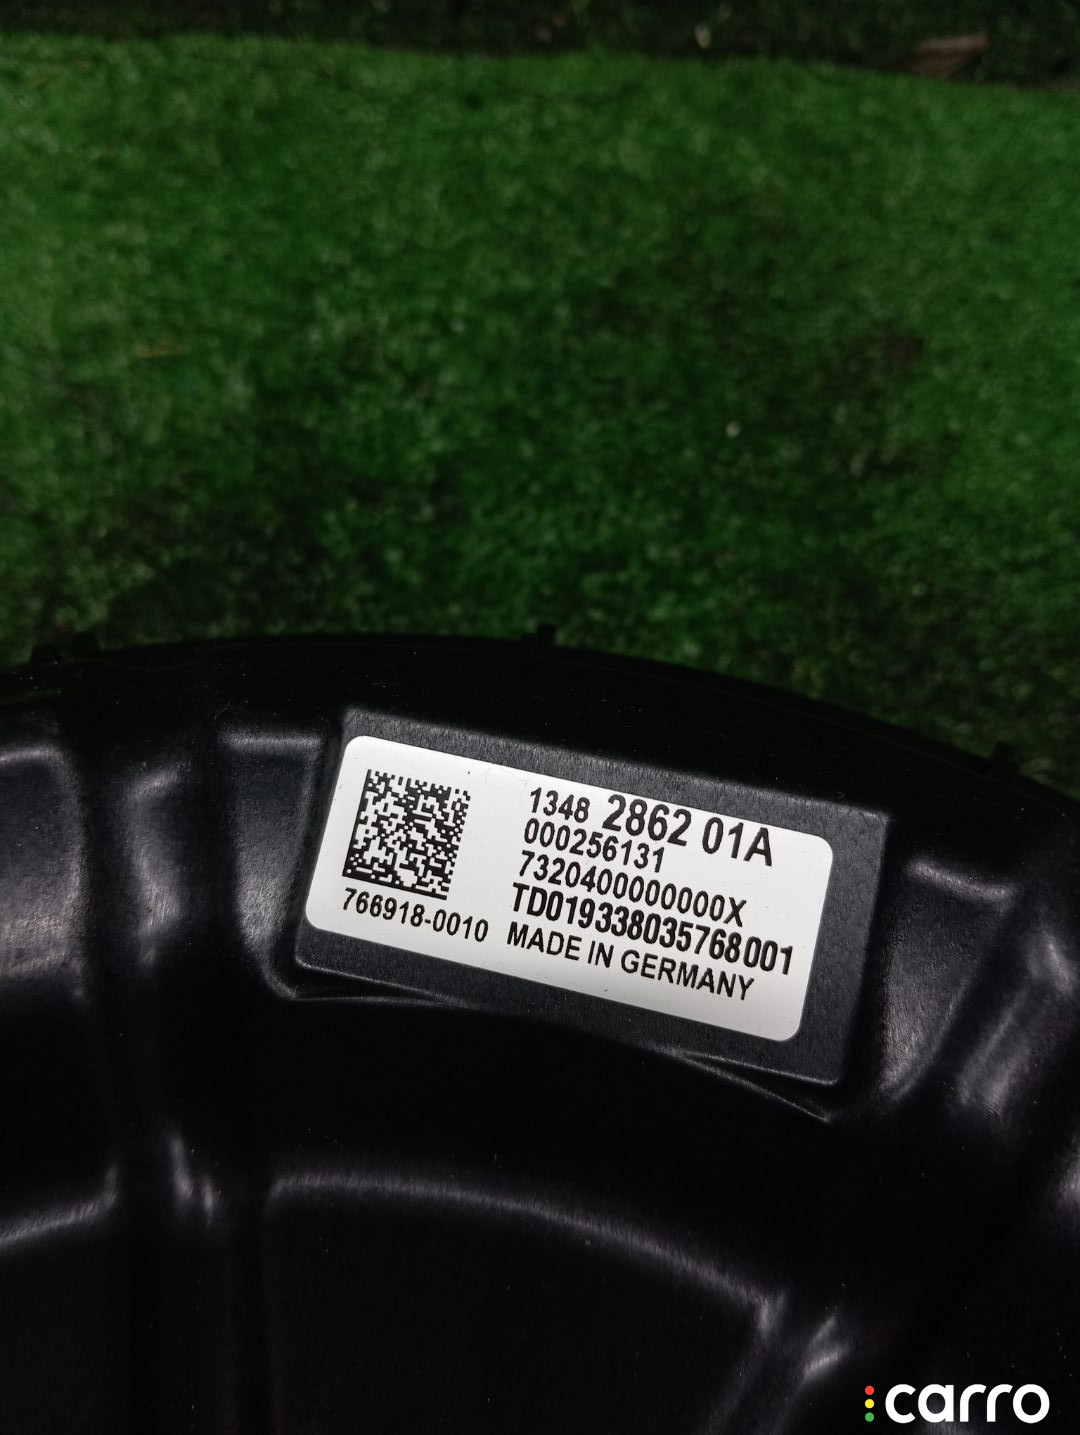 1348 2862 01A
000256131
7320400000000X
TD019338035768001
766918-0010 MADE IN GERMANY
carro